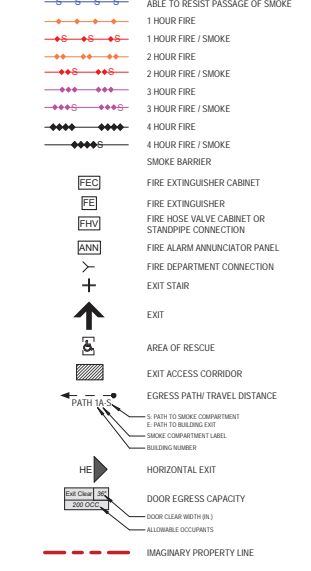 S S S S ABLE TO RESIST PASSAGE OF SMOKE
1 HOUR FIRE
S S S 1 HOUR FIRE / SMOKE
2 HOUR FIRE
S S 2 HOUR FIRE / SMOKE
3 HOUR FIRE
S S 3 HOUR FIRE / SMOKE
4 HOUR FIRE
S 4 HOUR FIRE / SMOKE
SMOKE BARRIER
FEC FIRE EXTINGUISHER CABINET
FE FIRE EXTINGUISHER
FHV FIRE HOSE VALVE CABINET OR
STANDPIPE CONNECTION
ANN FIRE ALARM ANNUNCIATOR PANEL
FIRE DEPARTMENT CONNECTION
EXIT STAIR
EXIT
AREA OF RESCUE
EXIT ACCESS CORRIDOR
EGRESS PATH/ TRAVEL DISTANCE
PATH 1A-S
S: PATH TO SMOKE COMPARTMENT
E: PATH TO BUILDING EXIT
SMOKE COMPARTMENT LABEL
BUILDING NUMBER
HE HORIZONTAL EXIT
Exit Clear 36"
200 OCC
DOOR EGRESS CAPACITY
DOOR CLEAR WIDTH (IN.)
ALLOWABLE OCCUPANTS
IMAGINARY PROPERTY LINE